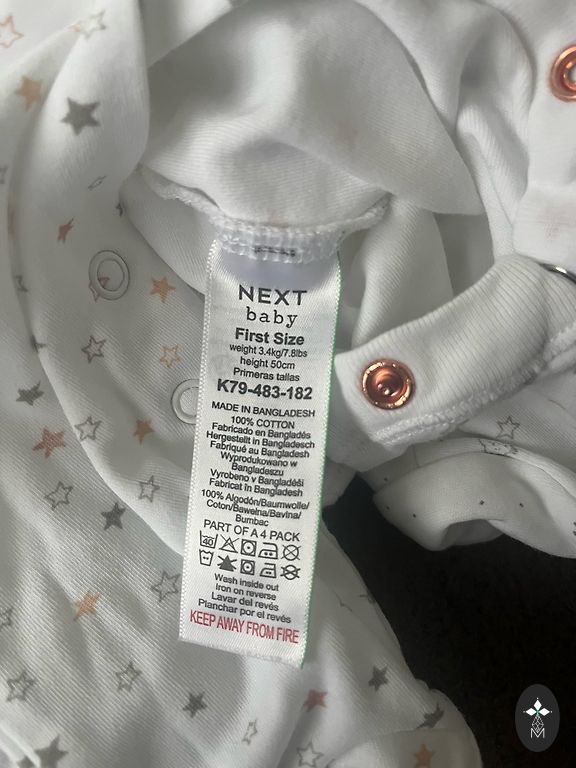 NEXT
baby
First Size
weight 3.4kg/7.8lbs
height 50cm
Primeras tallas
K79-483-182
MADE IN BANGLADESH
100% COTTON
Fabricado en Bangladés
Hergestellt in Bangladesch
Fabriqué au Bangladesh
Wyprodukowano w
Bangladeszu
Vyrobeno v Bangladéši
Fabricat în Bangladesh
100% Algodón/Baumwolle/
Coton/Bawełna/Bavlna/
Bumbac
PART OF A 4 PACK
40
Wash inside out
Iron on reverse
Lavar del revés
Planchar por el revés
KEEP AWAY FROM FIRE